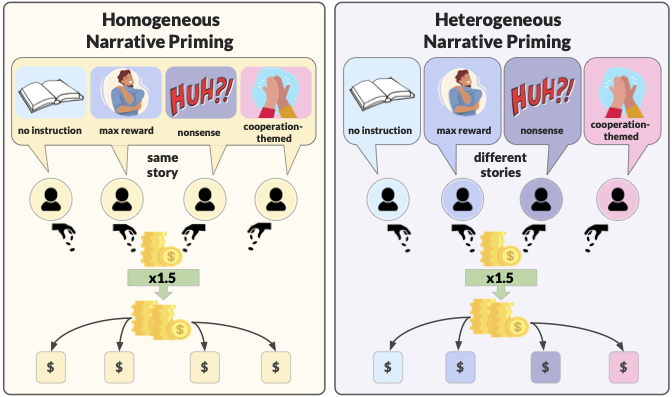 Homogeneous
Narrative Priming
HUH?!
no instruction
max reward
nonsense
cooperation-
themed
same
story
$
x1.5
$
$
$
$
$
Heterogeneous
Narrative Priming
HUH?!
no instruction
max reward
nonsense
cooperation-
themed
different
stories
$
x1.5
$
$
$
$
$